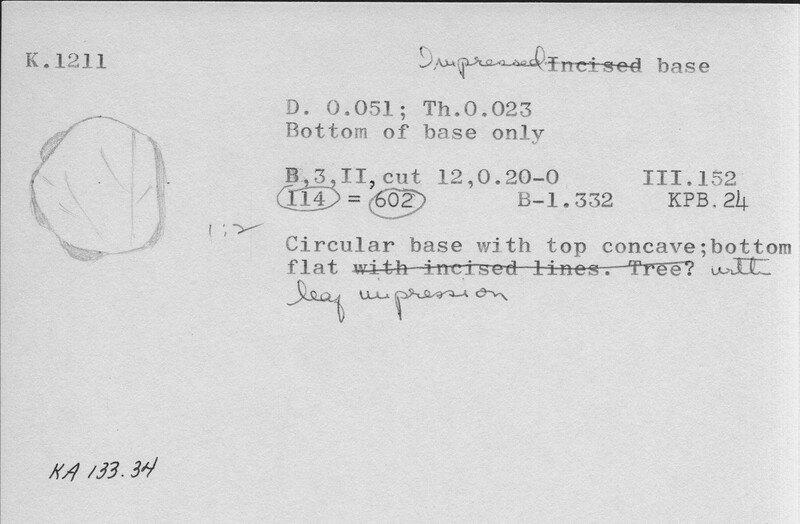 K.1211
Impressed Incised base
D. 0.051; Th.0.023
Bottom of base only
B,3,II,cut 12,0.20-0 III.152
114 = 602 B-1.332 KPB.24
1:2
Circular base with top concave;bottom
flat with incised lines. Tree? with
leaf impression
KA 133.34